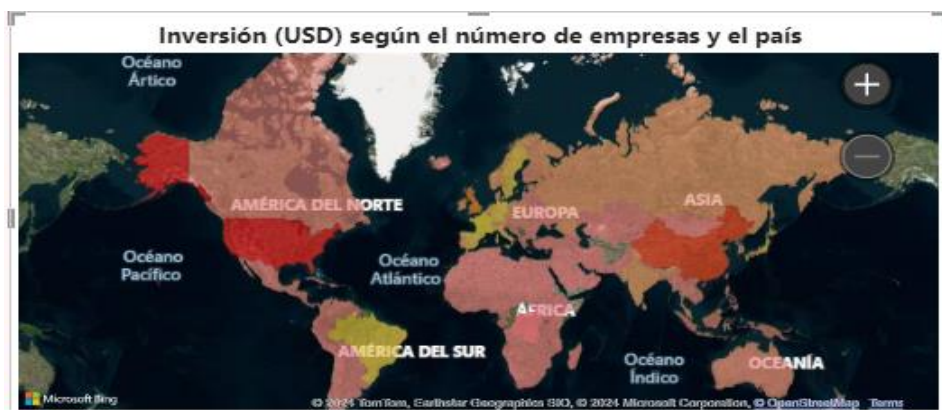 Inversión (USD) según el número de empresas y el país
Océano
Ártico
AMÉRICA DEL NORTE
EUROPA
ASIA
Océano
Pacífico
Océano
Atlántico
ÁFRICA
AMÉRICA DEL SUR
Océano
Índico
OCEANÍA
Microsoft Bing
© 2024 TomTom, Earthstar Geographics SIO, © 2024 Microsoft Corporation, © OpenStreetMap Terms